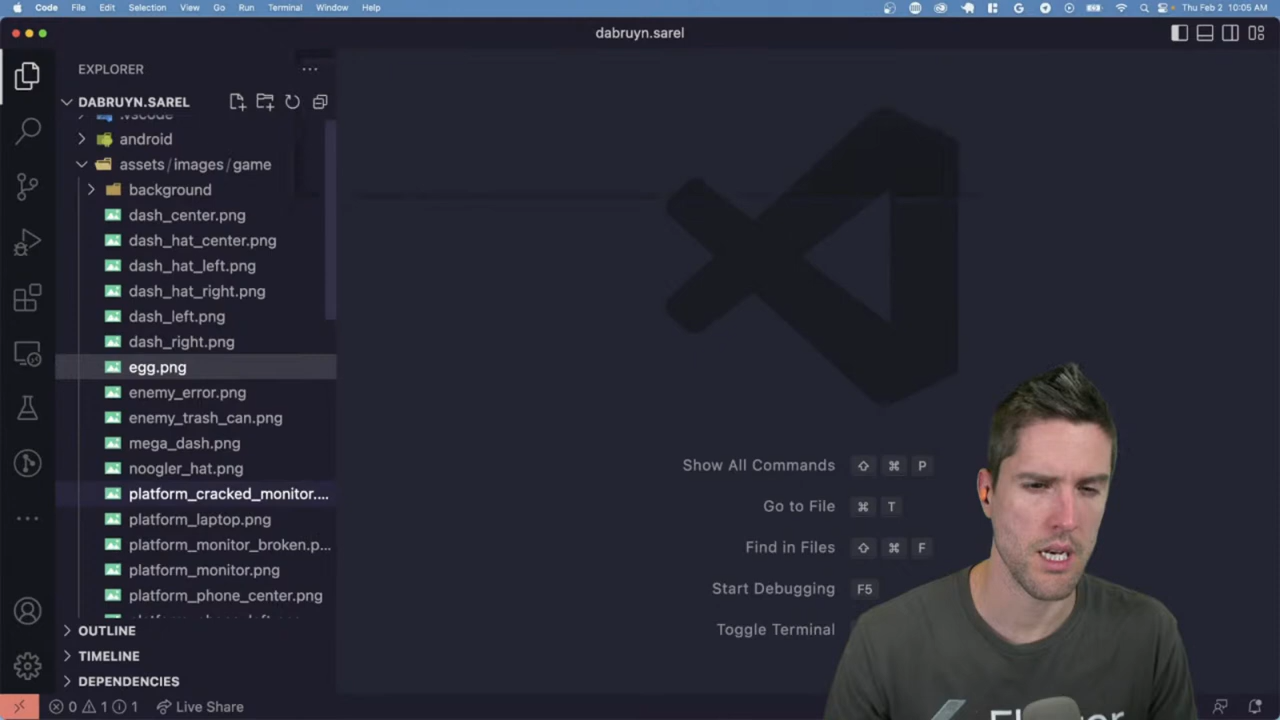 Code File Edit Selection View Go Run Terminal Window Help Thu Feb 2 10:05 AM
dabruyn.sarel
EXPLORER
DABRUYN.SAREL
.vscode
android
assets/images/game
background
dash_center.png
dash_hat_center.png
dash_hat_left.png
dash_hat_right.png
dash_left.png
dash_right.png
egg.png
enemy_error.png
enemy_trash_can.png
mega_dash.png
noogler_hat.png
platform_cracked_monitor....
platform_laptop.png
platform_monitor_broken.p...
platform_monitor.png
platform_phone_center.png
OUTLINE
TIMELINE
DEPENDENCIES
0 1 1 Live Share
Show All Commands ⇧ ⌘ P
Go to File ⌘ T
Find in Files ⇧ ⌘ F
Start Debugging F5
Toggle Terminal